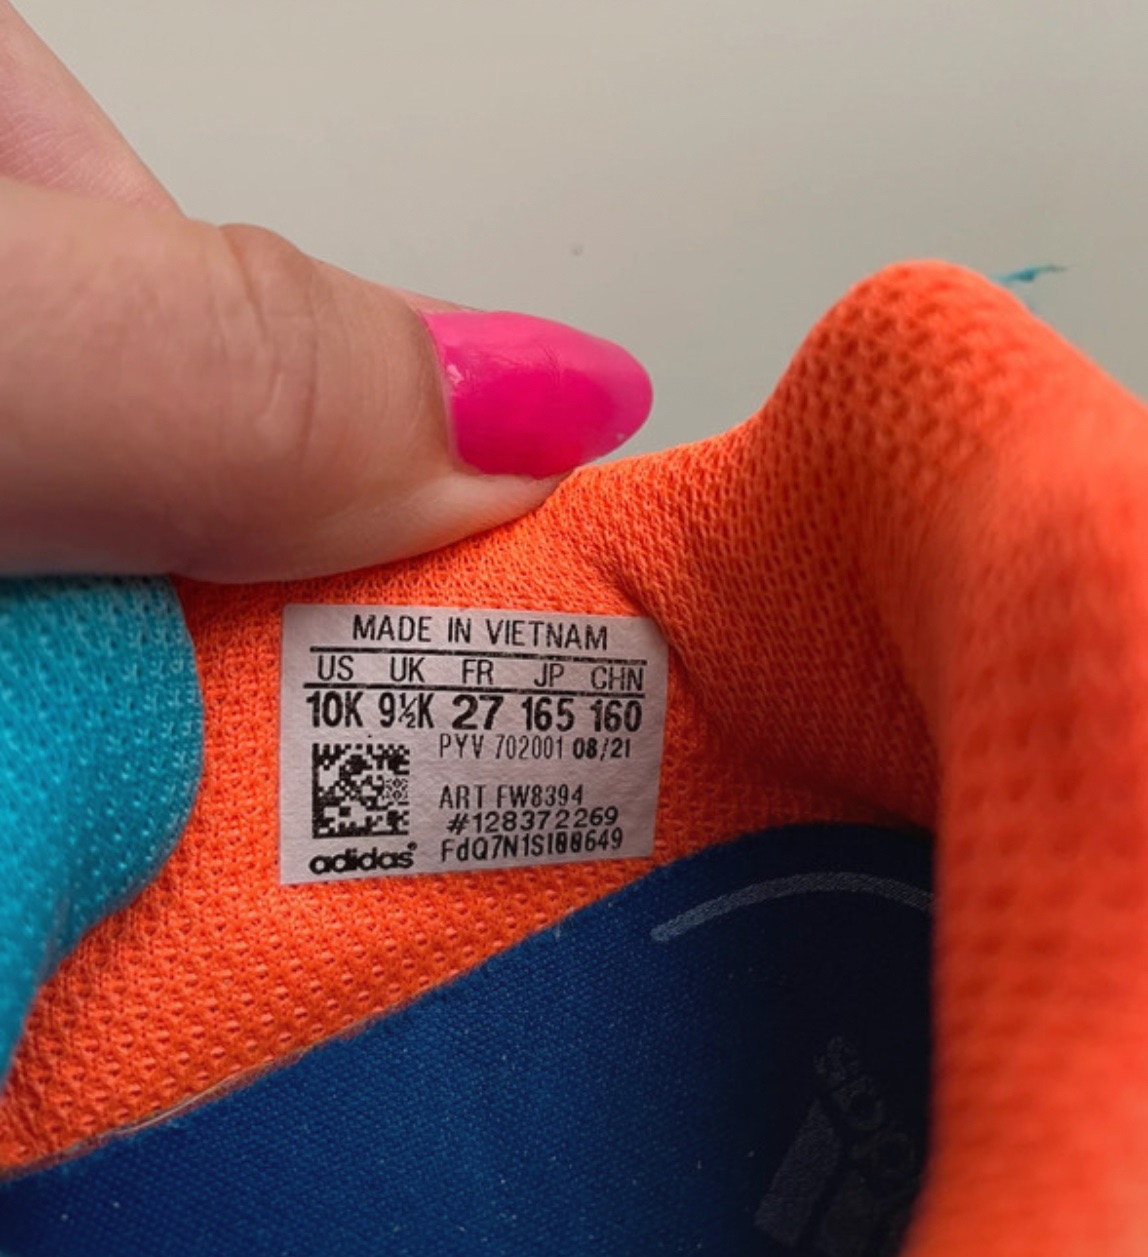 MADE IN VIETNAM
US UK FR JP CHN
10K 9½K 27 165 160
PYV 702001 08/21
ART FW8394
#128372269
FdQ7N1SI00649
adidas®
adidas